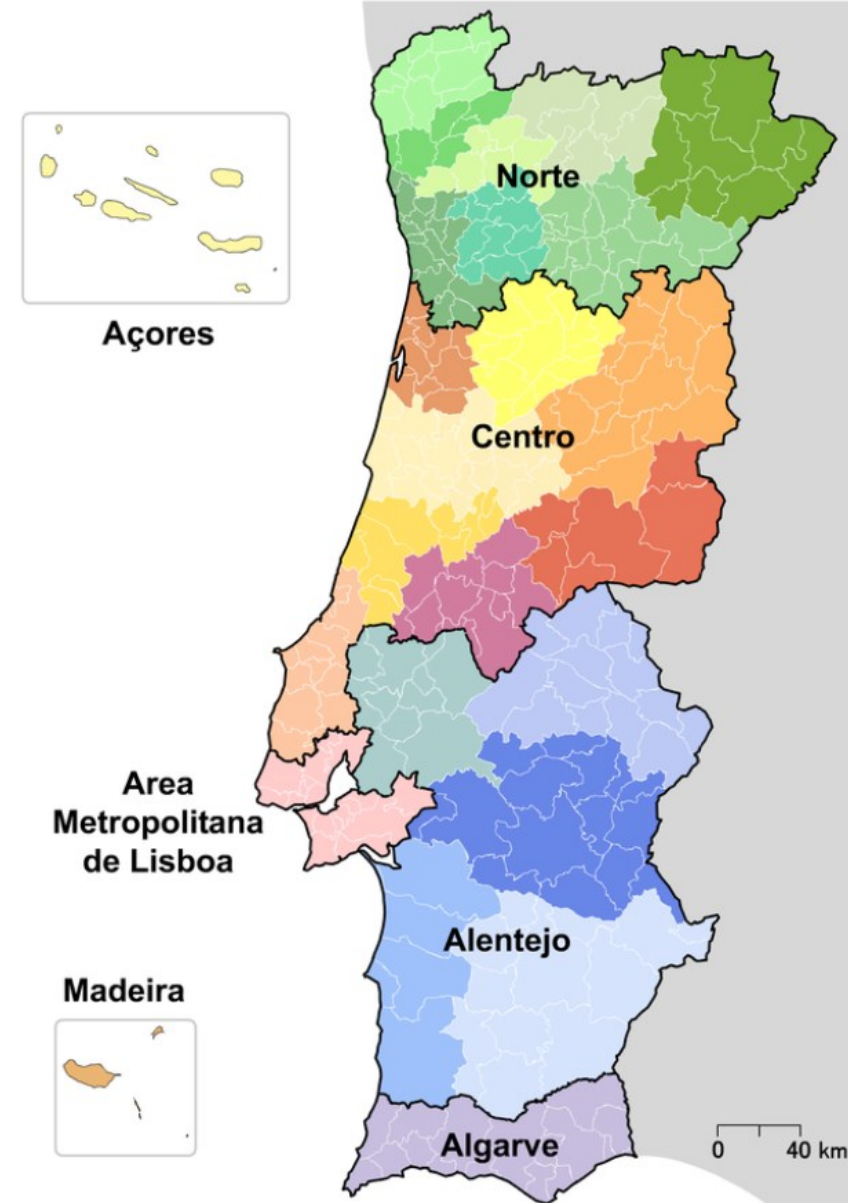 Norte
Açores
Centro
Area
Metropolitana
de Lisboa
Alentejo
Madeira
Algarve
0 40 km